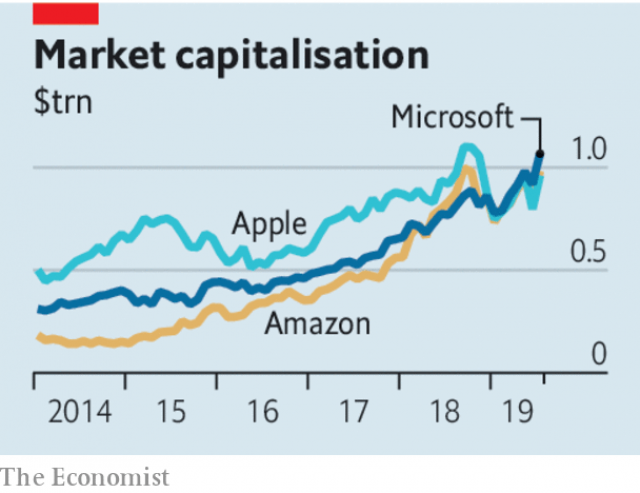 Market capitalisation
$trn
Microsoft
1.0
Apple
0.5
Amazon
0
2014 15 16 17 18 19
The Economist